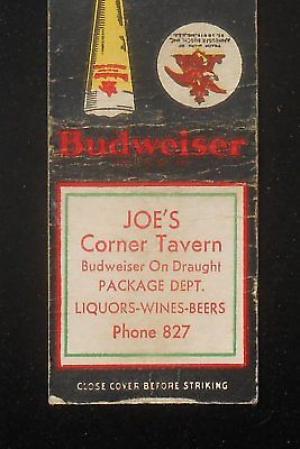 Budweiser
JOE'S
Corner Tavern
Budweiser On Draught
PACKAGE DEPT.
LIQUORS-WINES-BEERS
Phone 827
CLOSE COVER BEFORE STRIKING